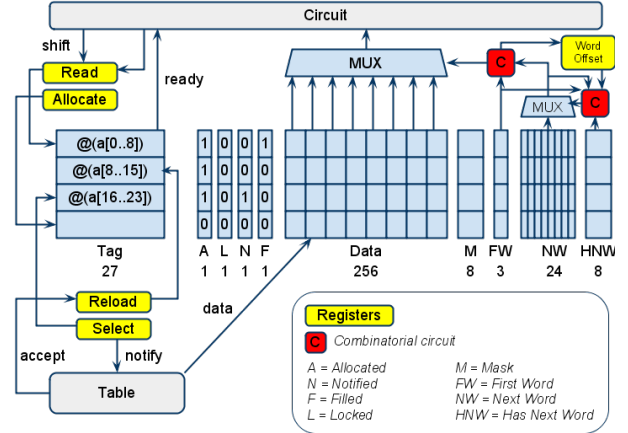 Circuit
shift
Read
Allocate
ready
MUX
C
Word
Offset
MUX
C
@(a[0..8])
@(a[8..15])
@(a[16..23])
1 0 0 1
1 0 0 0
1 0 1 0
0 0 0 0
Tag A L N F Data M FW NW HNW
27 1 1 1 1 256 8 3 24 8
Reload
Select
data
accept
notify
Table
Registers
C Combinatorial circuit
A = Allocated M = Mask
N = Notified FW = First Word
F = Filled NW = Next Word
L = Locked HNW = Has Next Word